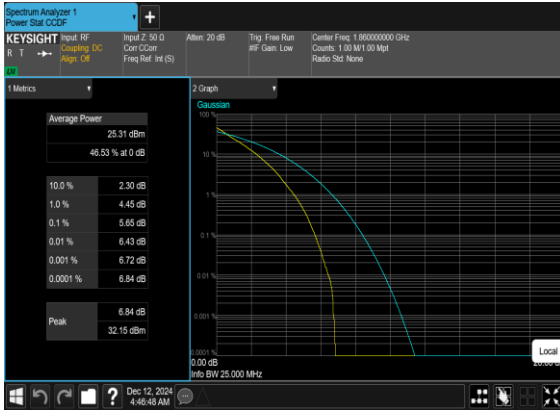 Spectrum Analyzer 1
Power Stat CCDF
KEYSIGHT
R T
Input: RF
Coupling: DC
Align: Off
Input Z: 50 Ω
Corr CCorr
Freq Ref: Int (S)
Atten: 20 dB
Trig: Free Run
#IF Gain: Low
Center Freq: 1.860000000 GHz
Counts: 1.00 M/1.00 Mpt
Radio Std: None
1 Metrics
Average Power
25.31 dBm
46.53 % at 0 dB
10.0 % 2.30 dB
1.0 % 4.45 dB
0.1 % 5.65 dB
0.01 % 6.43 dB
0.001 % 6.72 dB
0.0001 % 6.84 dB
Peak
6.84 dB
32.15 dBm
2 Graph
Gaussian
100 %
10 %
1 %
0.1 %
0.01 %
0.001 %
0.0001 %
0.00 dB
Info BW 25.000 MHz
Local
Dec 12, 2024
4:46:48 AM